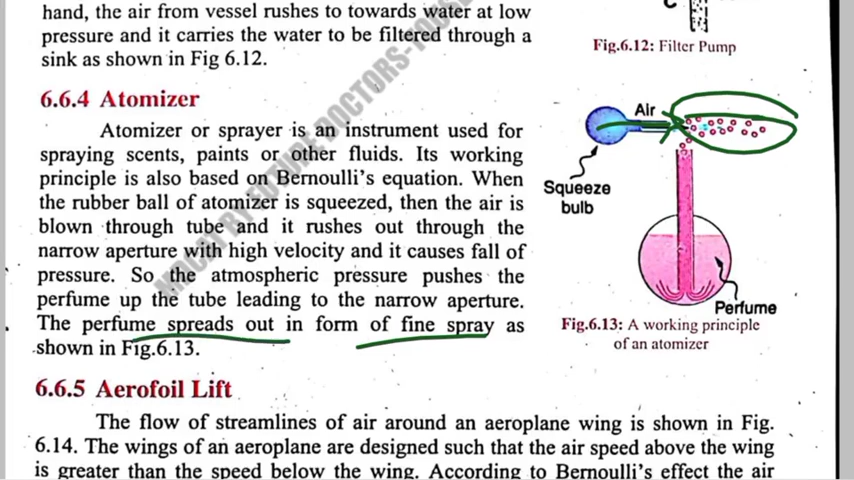 hand, the air from vessel rushes to towards water at low
pressure and it carries the water to be filtered through a
sink as shown in Fig 6.12.
C
Fig.6.12: Filter Pump
6.6.4 Atomizer
Atomizer or sprayer is an instrument used for
spraying scents, paints or other fluids. Its working
principle is also based on Bernoulli's equation. When
the rubber ball of atomizer is squeezed, then the air is
blown through tube and it rushes out through the
narrow aperture with high velocity and it causes fall of
pressure. So the atmospheric pressure pushes the
perfume up the tube leading to the narrow aperture.
The perfume spreads out in form of fine spray as
shown in Fig.6.13.
Air
Squeeze
bulb
Perfume
Fig.6.13: A working principle
of an atomizer
6.6.5 Aerofoil Lift
The flow of streamlines of air around an aeroplane wing is shown in Fig.
6.14. The wings of an aeroplane are designed such that the air speed above the wing
is greater than the speed below the wing. According to Bernoulli's effect the air